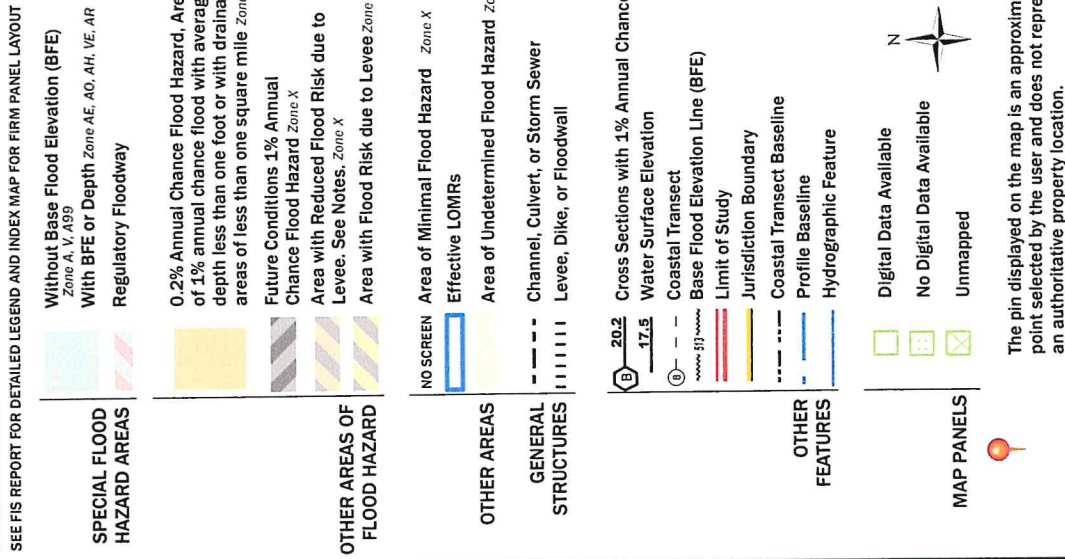 SEE FIS REPORT FOR DETAILED LEGEND AND INDEX MAP FOR FIRM PANEL LAYOUT
SPECIAL FLOOD
HAZARD AREAS
Without Base Flood Elevation (BFE)
Zone A, V, A99
With BFE or Depth Zone AE, AO, AH, VE, AR
Regulatory Floodway
OTHER AREAS OF
FLOOD HAZARD
0.2% Annual Chance Flood Hazard, Are
of 1% annual chance flood with averag
depth less than one foot or with draina
areas of less than one square mile Zone
Future Conditions 1% Annual
Chance Flood Hazard Zone X
Area with Reduced Flood Risk due to
Levee. See Notes. Zone X
Area with Flood Risk due to Levee Zone
OTHER AREAS
NO SCREEN Area of Minimal Flood Hazard Zone X
Effective LOMRs
Area of Undetermined Flood Hazard Zo
GENERAL
STRUCTURES
Channel, Culvert, or Storm Sewer
Levee, Dike, or Floodwall
OTHER
FEATURES
B 20.2 Cross Sections with 1% Annual Chance
17.5 Water Surface Elevation
8 Coastal Transect
513 Base Flood Elevation Line (BFE)
Limit of Study
Jurisdiction Boundary
Coastal Transect Baseline
Profile Baseline
Hydrographic Feature
MAP PANELS
Digital Data Available
No Digital Data Available
Unmapped
N
The pin displayed on the map is an approxim
point selected by the user and does not repre
an authoritative property location.